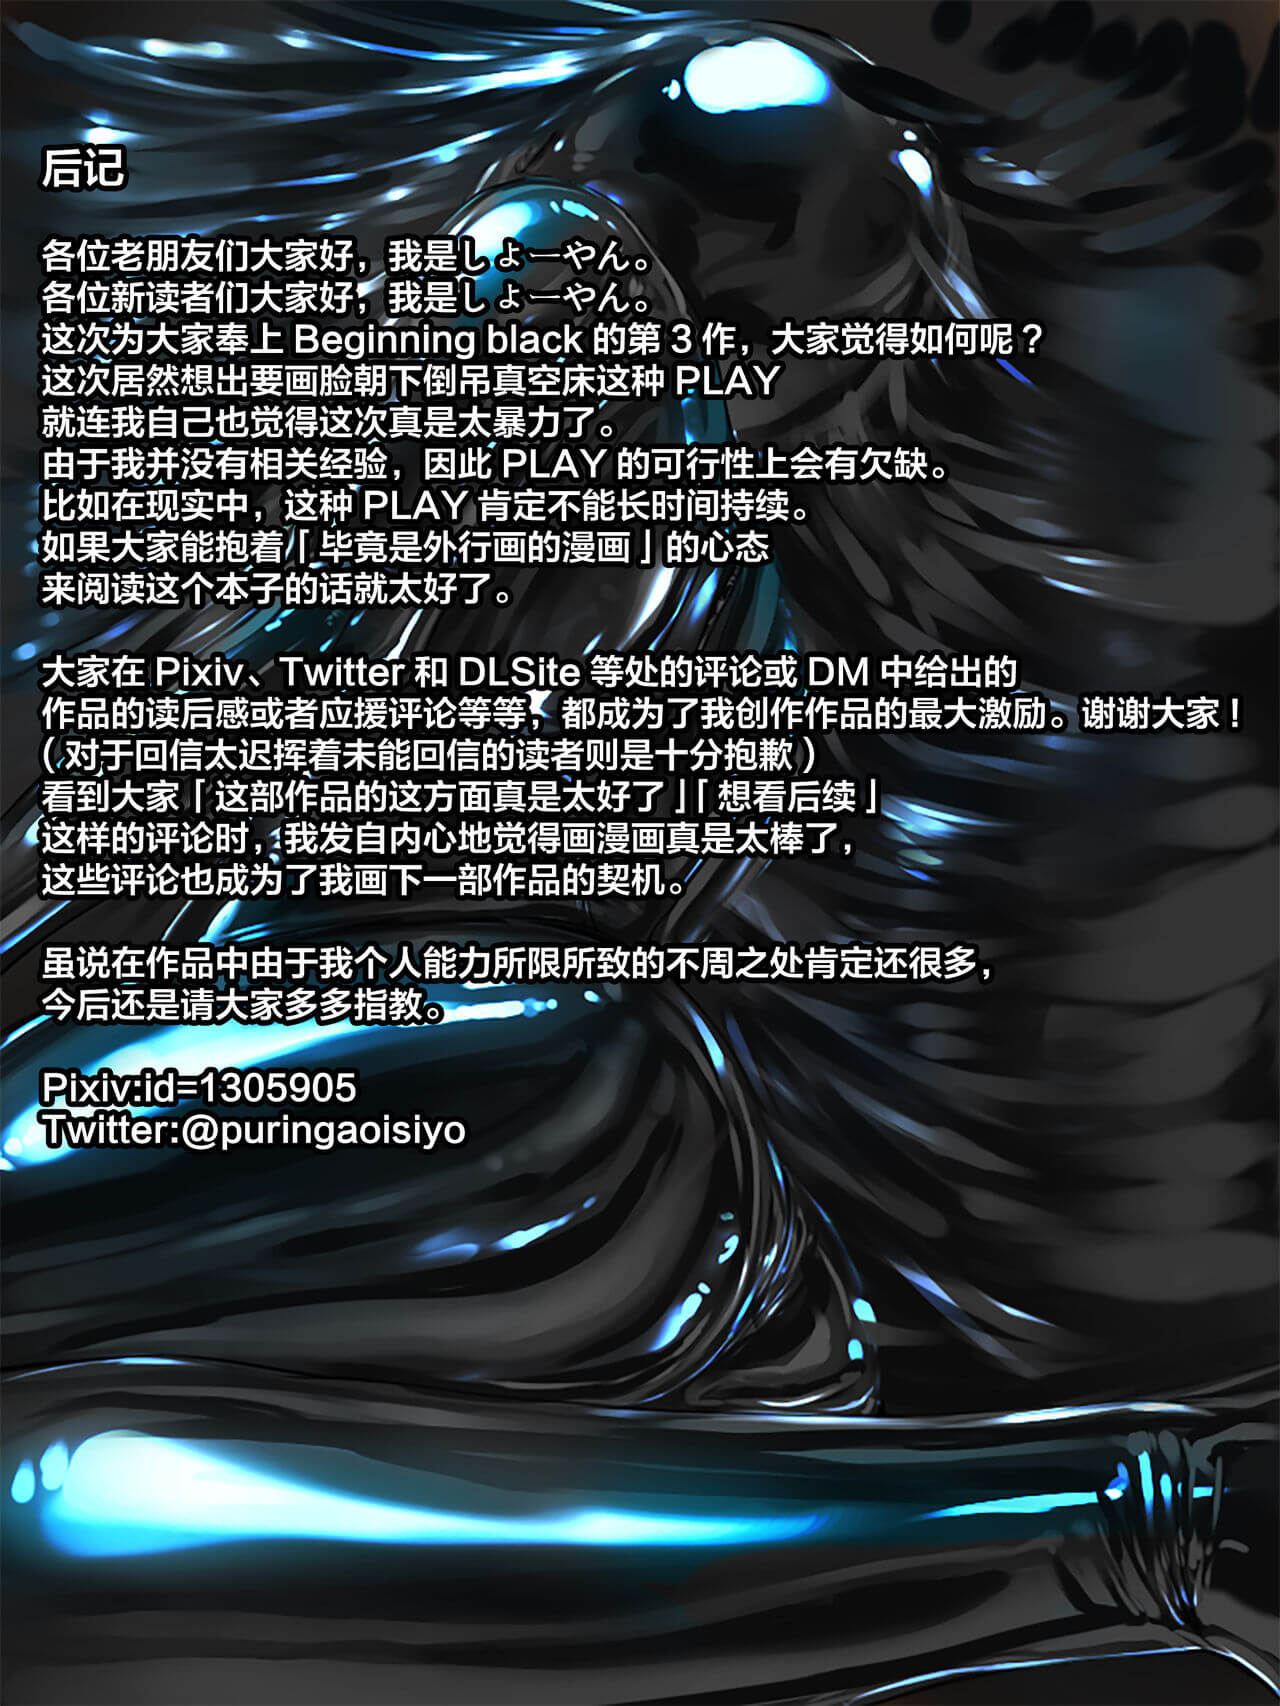 后记
各位老朋友们大家好，我是しょーやん。
各位新读者们大家好，我是しょーやん。
这次为大家奉上 Beginning black 的第 3 作，大家觉得如何呢？
这次居然想出要画脸朝下倒吊真空床这种 PLAY
就连我自己也觉得这次真是太暴力了。
由于我并没有相关经验，因此 PLAY 的可行性上会有欠缺。
比如在现实中，这种 PLAY 肯定不能长时间持续。
如果大家能抱着「毕竟是外行画的漫画」的心态
来阅读这个本子的话就太好了。
大家在 Pixiv、Twitter 和 DLSite 等处的评论或 DM 中给出的
作品的读后感或者应援评论等等，都成为了我创作作品的最大激励。谢谢大家！
（对于回信太迟挥着未能回信的读者则是十分抱歉）
看到大家「这部作品的这方面真是太好了」「想看后续」
这样的评论时，我发自内心地觉得画漫画真是太棒了，
这些评论也成为了我画下一部作品的契机。
虽说在作品中由于我个人能力所限所致的不周之处肯定还很多，
今后还是请大家多多指教。
Pixiv:id=1305905
Twitter:@puringaoisiyo